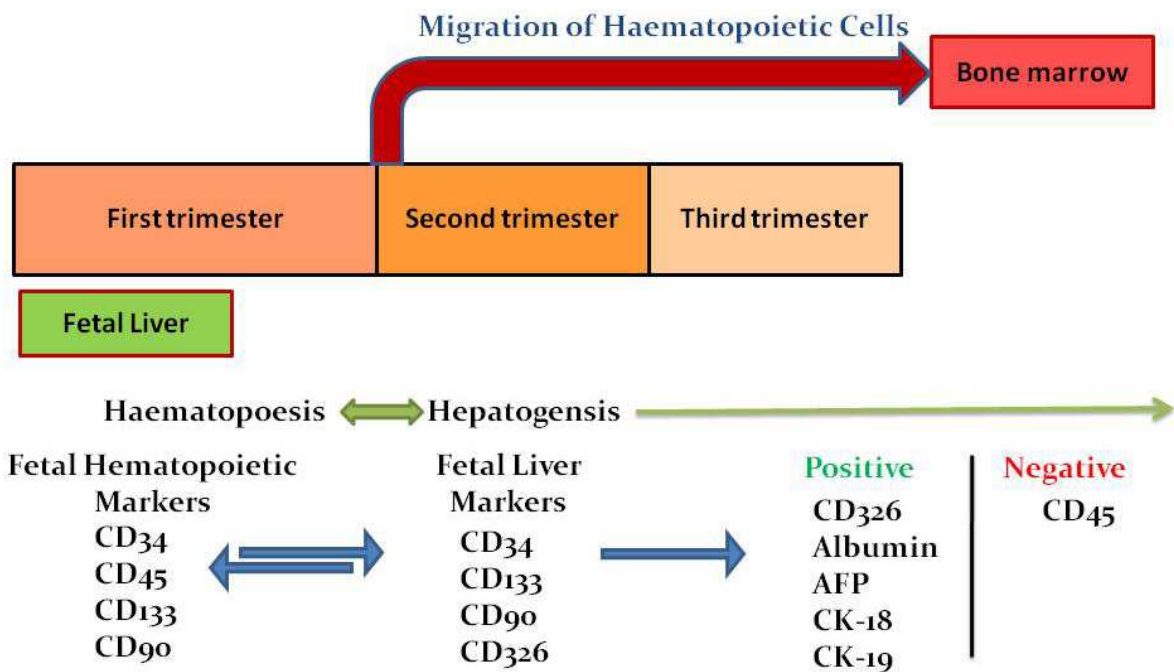 Migration of Haematopoietic Cells
Bone marrow
First trimester
Second trimester
Third trimester
Fetal Liver
Haematopoesis
Hepatogensis
Fetal Hematopoietic
Markers
CD34
CD45
CD133
CD90
Fetal Liver
Markers
CD34
CD133
CD90
CD326
Positive
CD326
Albumin
AFP
CK-18
CK-19
Negative
CD45